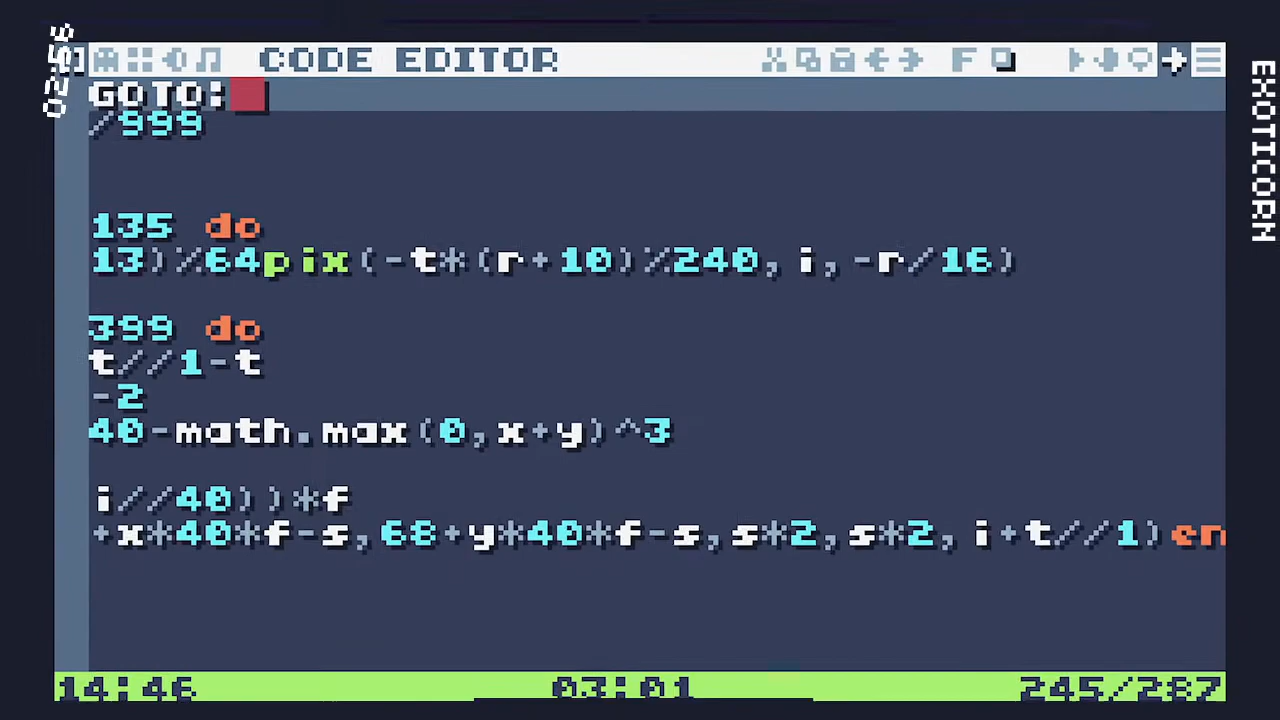 02:56
CODE EDITOR
F
GOTO:
/999
135 do
13)%64pix(-t*(r+10)%240,i,-r/16)
399 do
t//1-t
-2
40-math.max(0,x+y)^3
i//40))*f
+x*40*f-s,68+y*40*f-s,s*2,s*2,i+t//1)en
14:46 03:01 245/287
EXOTICORN